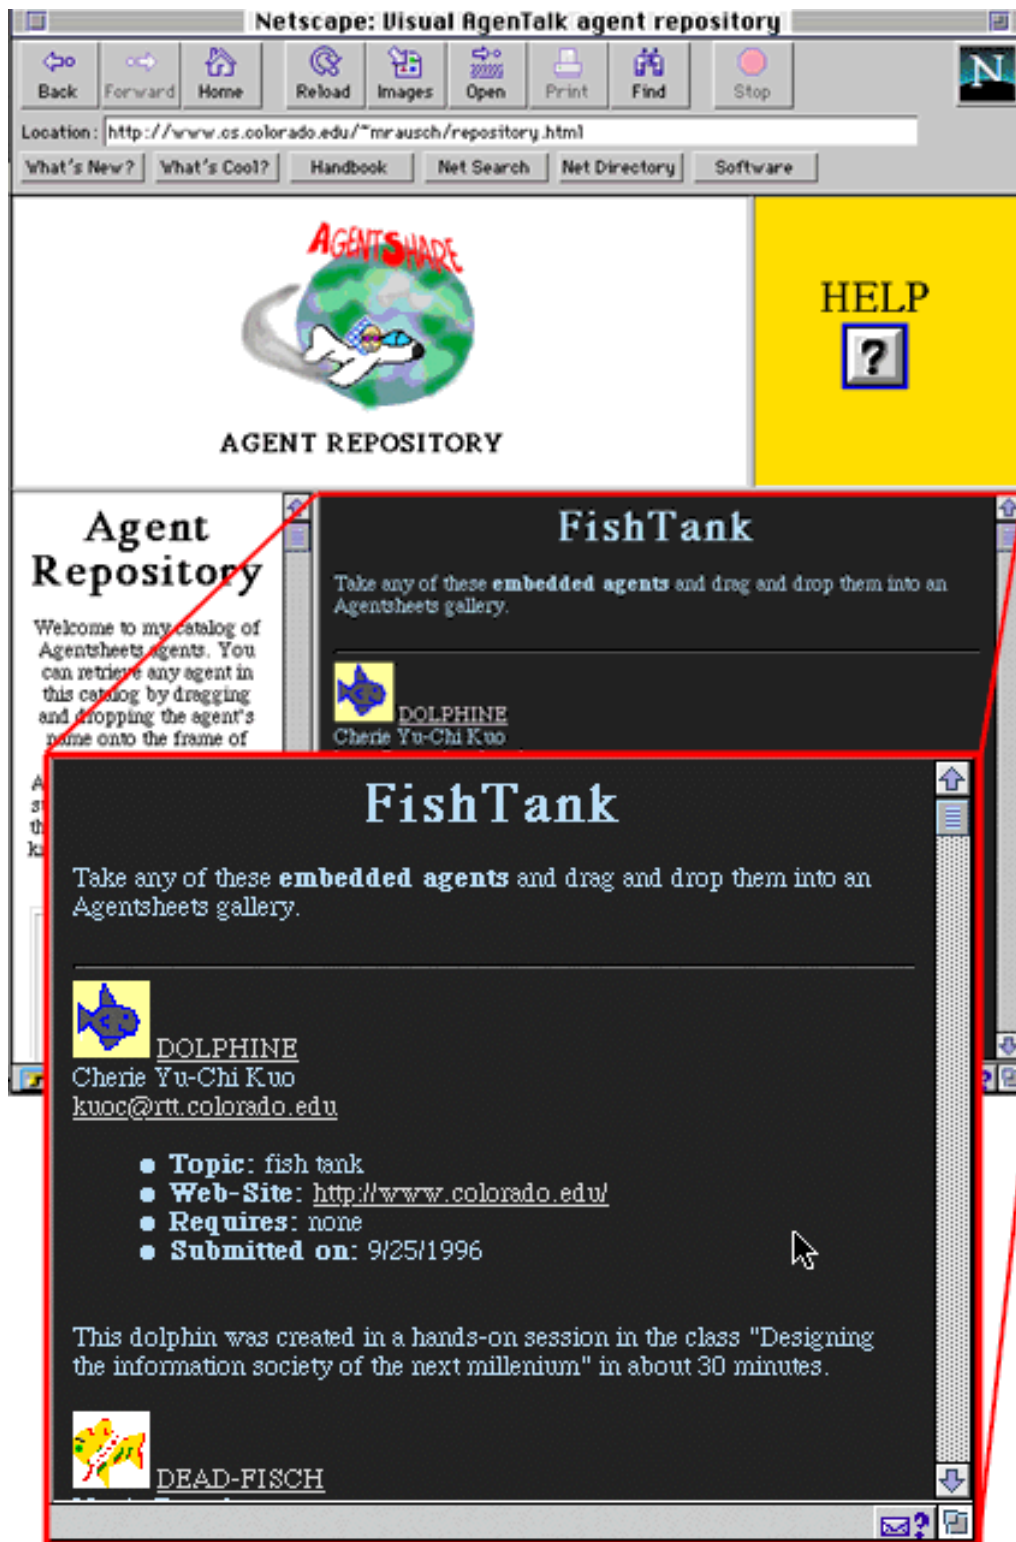 Netscape: Visual AgenTalk agent repository
Back Forward Home Reload Images Open Print Find Stop
N
Location: http://www.cs.colorado.edu/~mrausch/repository.html
What's New? What's Cool? Handbook Net Search Net Directory Software
AGENTSHARE
AGENT REPOSITORY
HELP
?
Agent
Repository
Welcome to my catalog of
Agentsheets agents. You
can retrieve any agent in
this catalog by dragging
and dropping the agent's
name onto the frame of
FishTank
Take any of these embedded agents and drag and drop them into an
Agentsheets gallery.
DOLPHINE
Cherie Yu-Chi Kuo
FishTank
Take any of these embedded agents and drag and drop them into an
Agentsheets gallery.
DOLPHINE
Cherie Yu-Chi Kuo
kuoc@rtt.colorado.edu
Topic: fish tank
Web-Site: http://www.colorado.edu/
Requires: none
Submitted on: 9/25/1996
This dolphin was created in a hands-on session in the class "Designing
the information society of the next millenium" in about 30 minutes.
DEAD-FISCH